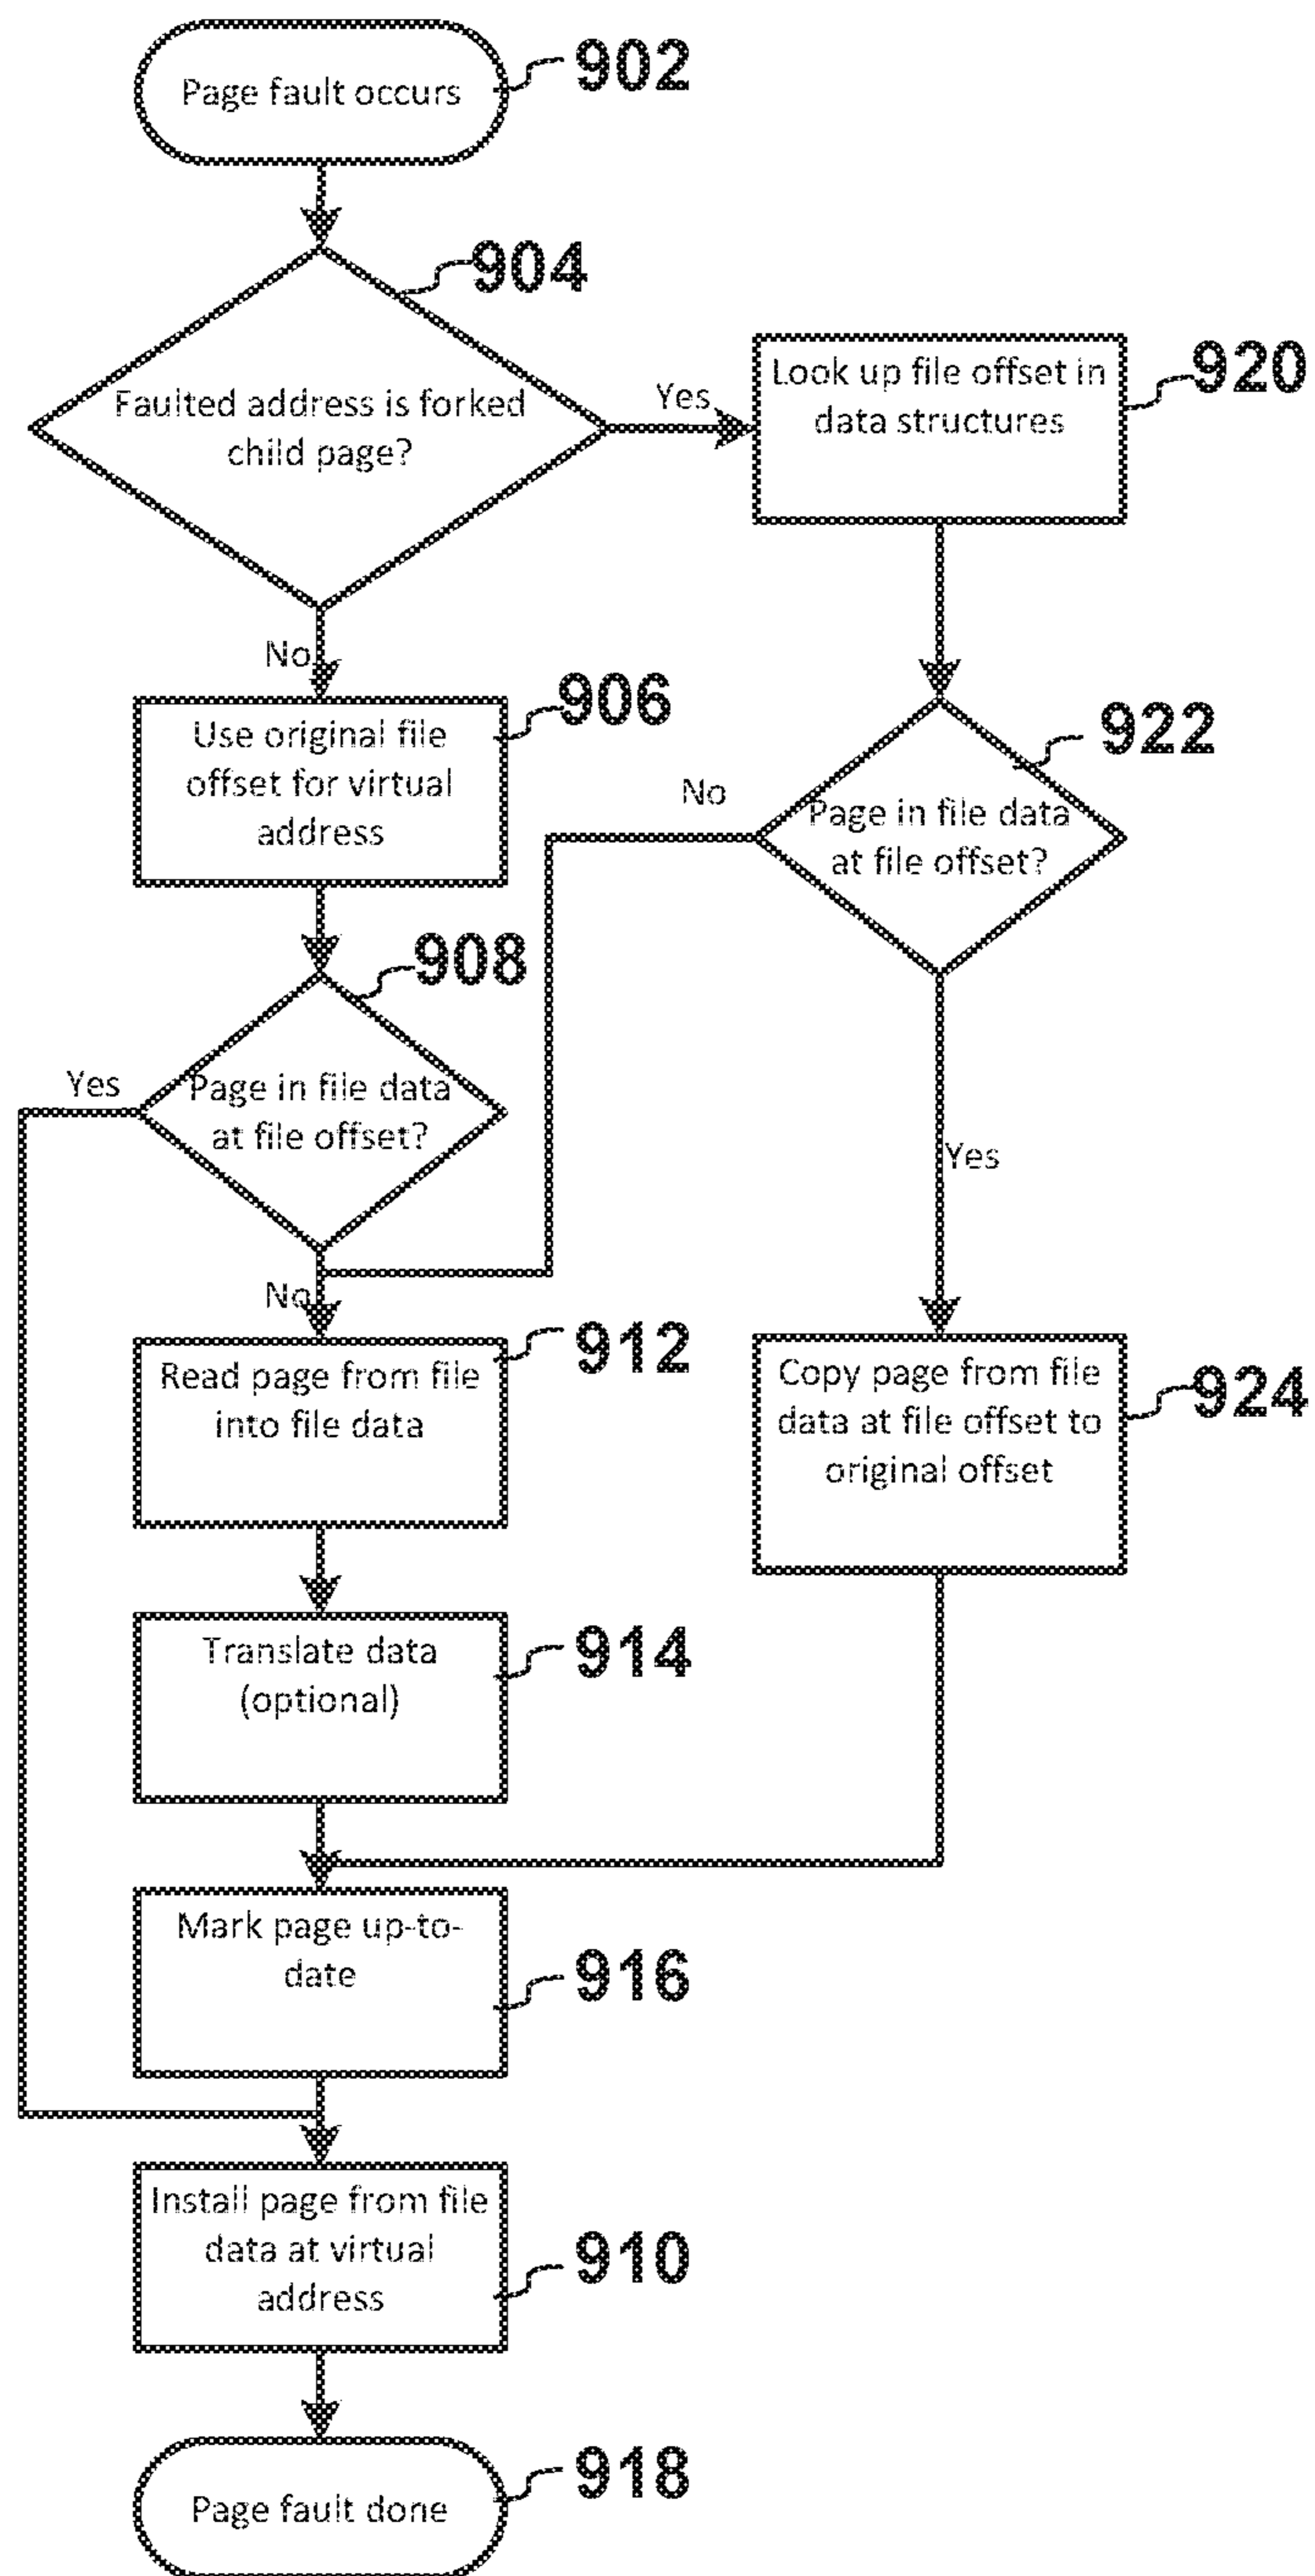 Page fault occurs
902
904
Faulted address is forked
child page?
Yes
Look up file offset in
data structures
920
No
Use original file
offset for virtual
address
906
No
Page in file data
at file offset?
922
908
Yes
Page in file data
at file offset?
Yes
No
Read page from file
into file data
912
Copy page from file
data at file offset to
original offset
924
Translate data
(optional)
914
Mark page up-to-
date
916
Install page from file
data at virtual
address
910
Page fault done
918